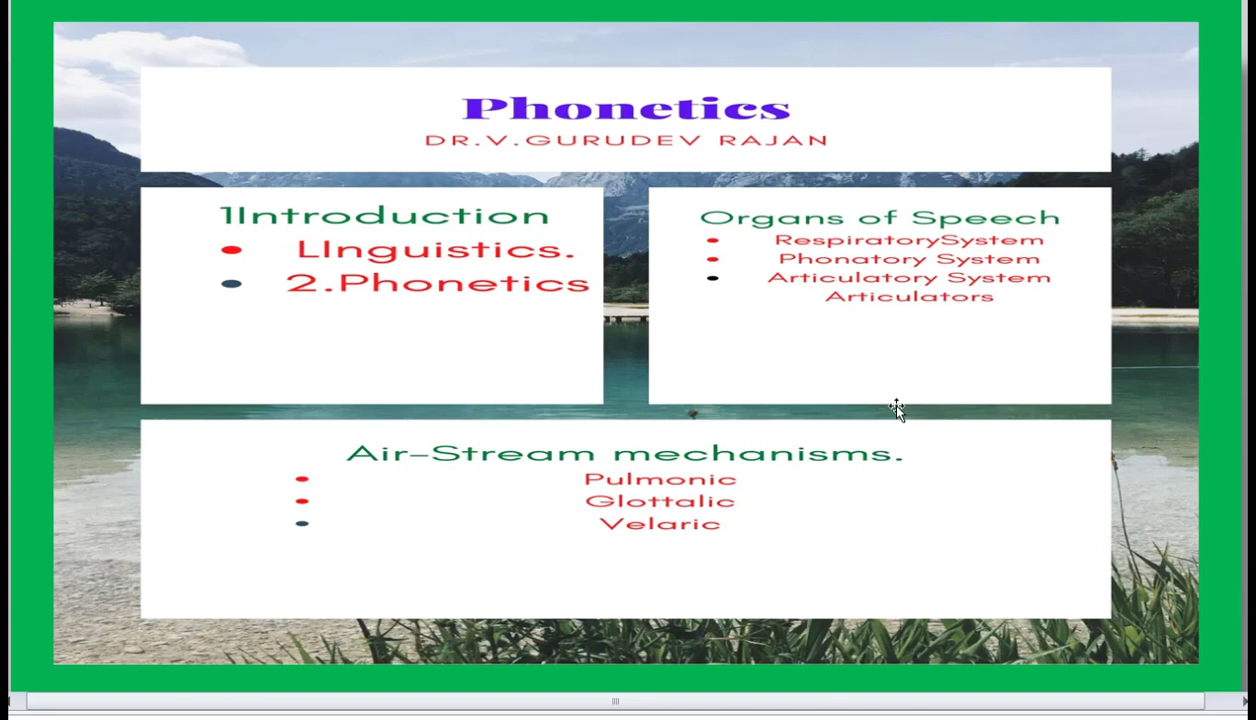 Phonetics
DR.V.GURUDEV RAJAN
1Introduction
LInguistics.
2.Phonetics
Organs of Speech
RespiratorySystem
Phonatory System
Articulatory System
Articulators
Air-Stream mechanisms.
Pulmonic
Glottalic
Velaric